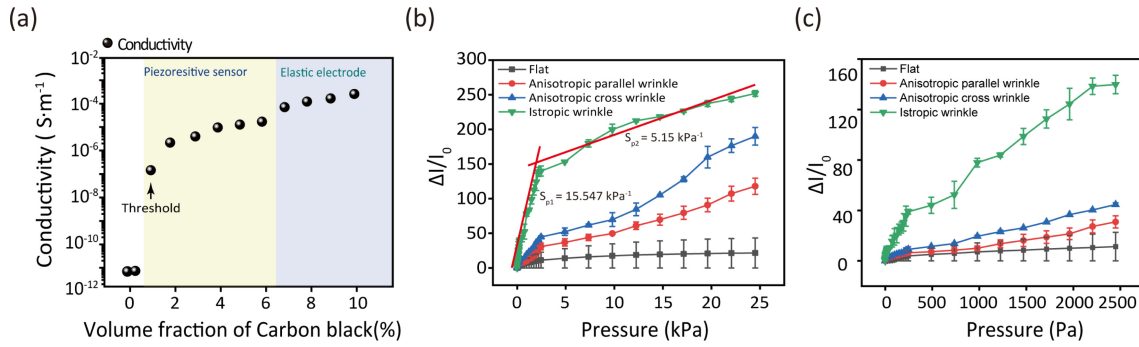 (a)
Conductivity
Piezoresitive sensor
Elastic electrode
Threshold
Conductivity ( S·m⁻¹)
10⁻²
10⁻⁴
10⁻⁶
10⁻⁸
10⁻¹⁰
10⁻¹²
0 2 4 6 8 10
Volume fraction of Carbon black(%)
(b)
Flat
Anisotropic parallel wrinkle
Anisotropic cross wrinkle
Istropic wrinkle
Sp2 = 5.15 kPa⁻¹
Sp1 = 15.547 kPa⁻¹
ΔI/I₀
300
250
200
150
100
50
0
0 5 10 15 20 25
Pressure (kPa)
(c)
Flat
Anisotropic parallel wrinkle
Anisotropic cross wrinkle
Istropic wrinkle
ΔI/I₀
160
120
80
40
0
0 500 1000 1500 2000 2500
Pressure (Pa)